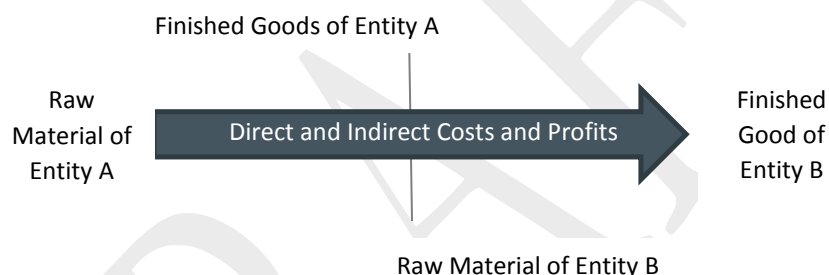 Finished Goods of Entity A
Raw
Material of
Entity A
Direct and Indirect Costs and Profits
Finished
Good of
Entity B
Raw Material of Entity B